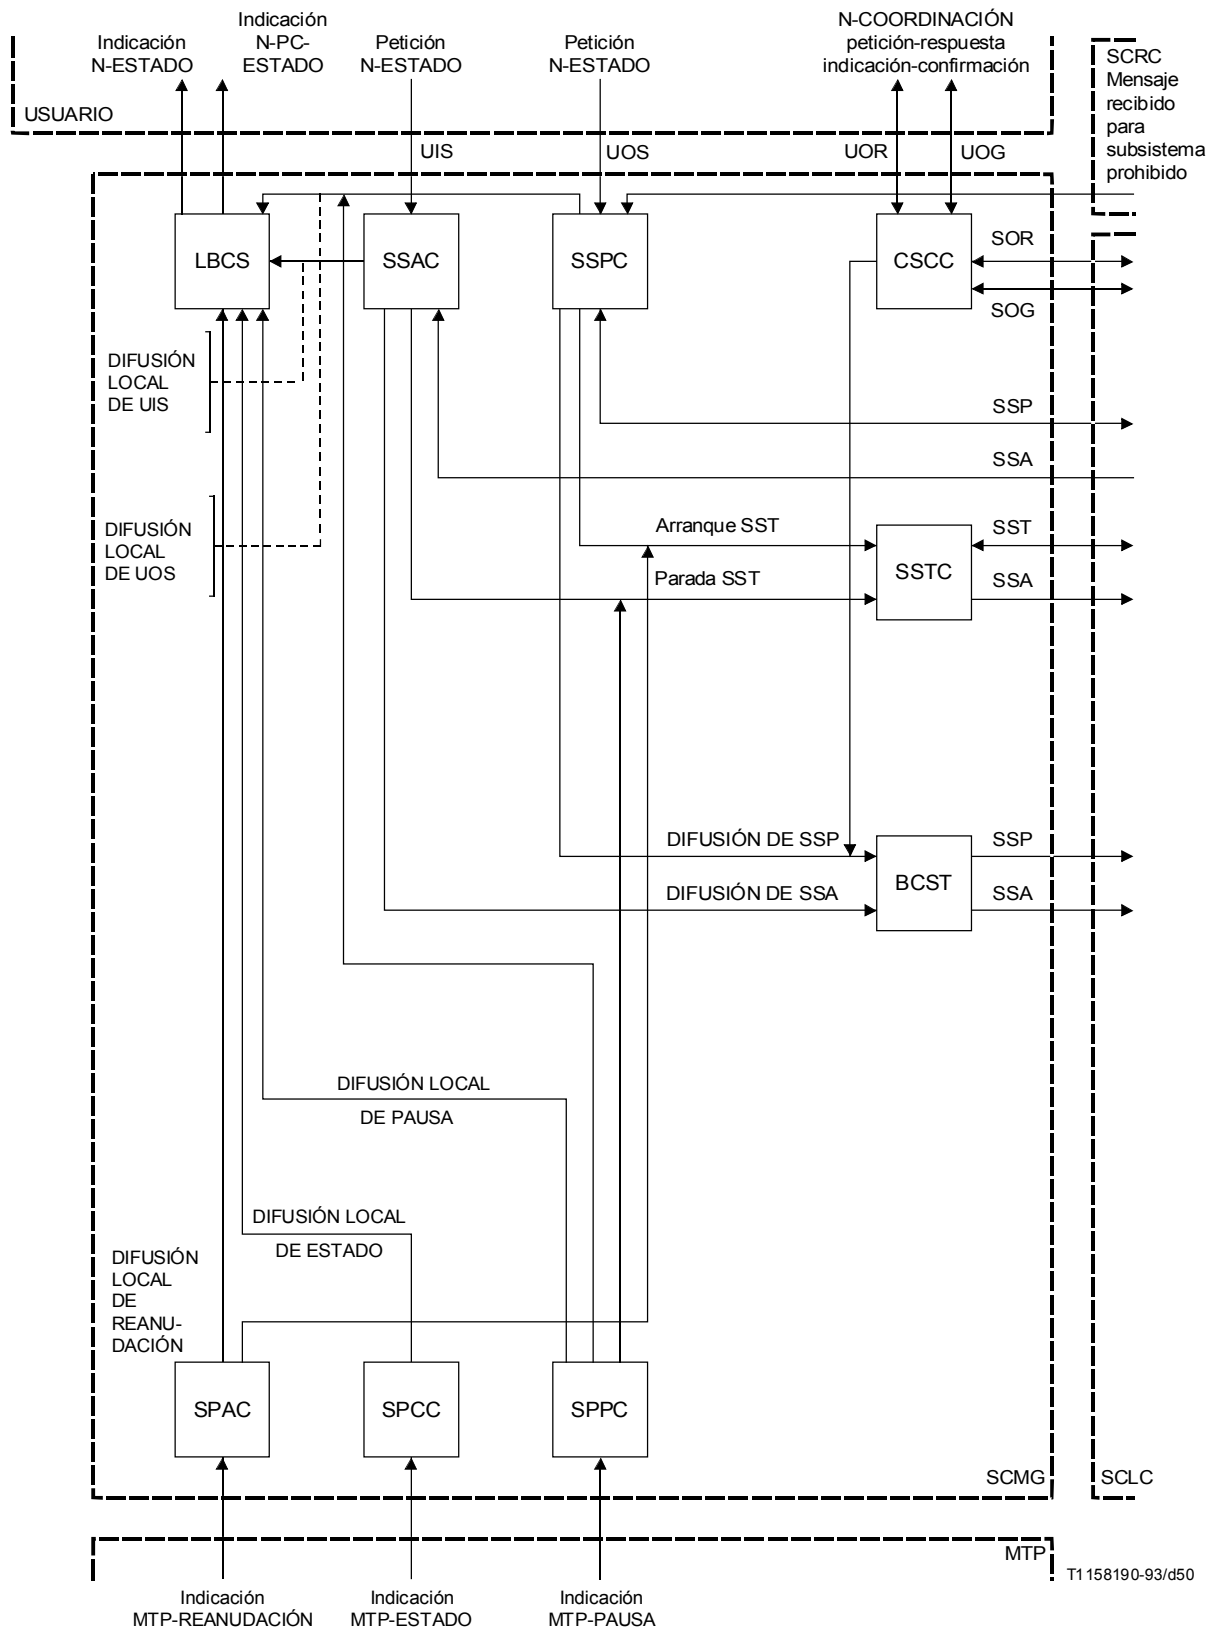 Indicación
N-ESTADO
Indicación
N-PC-
ESTADO
Petición
N-ESTADO
Petición
N-ESTADO
N-COORDINACIÓN
petición-respuesta
indicación-confirmación
SCRC
Mensaje
recibido
para
subsistema
prohibido
USUARIO
UIS
UOS
UOR
UOG
LBCS
SSAC
SSPC
CSCC
SOR
SOG
DIFUSIÓN
LOCAL
DE UIS
SSP
SSA
DIFUSIÓN
LOCAL
DE UOS
Arranque SST
Parada SST
SSTC
SST
SSA
DIFUSIÓN DE SSP
DIFUSIÓN DE SSA
BCST
SSP
SSA
DIFUSIÓN LOCAL
DE PAUSA
DIFUSIÓN LOCAL
DE ESTADO
DIFUSIÓN
LOCAL
DE
REANU-
DACIÓN
SPAC
SPCC
SPPC
SCMG
SCLC
MTP
T1158190-93/d50
Indicación
MTP-REANUDACIÓN
Indicación
MTP-ESTADO
Indicación
MTP-PAUSA